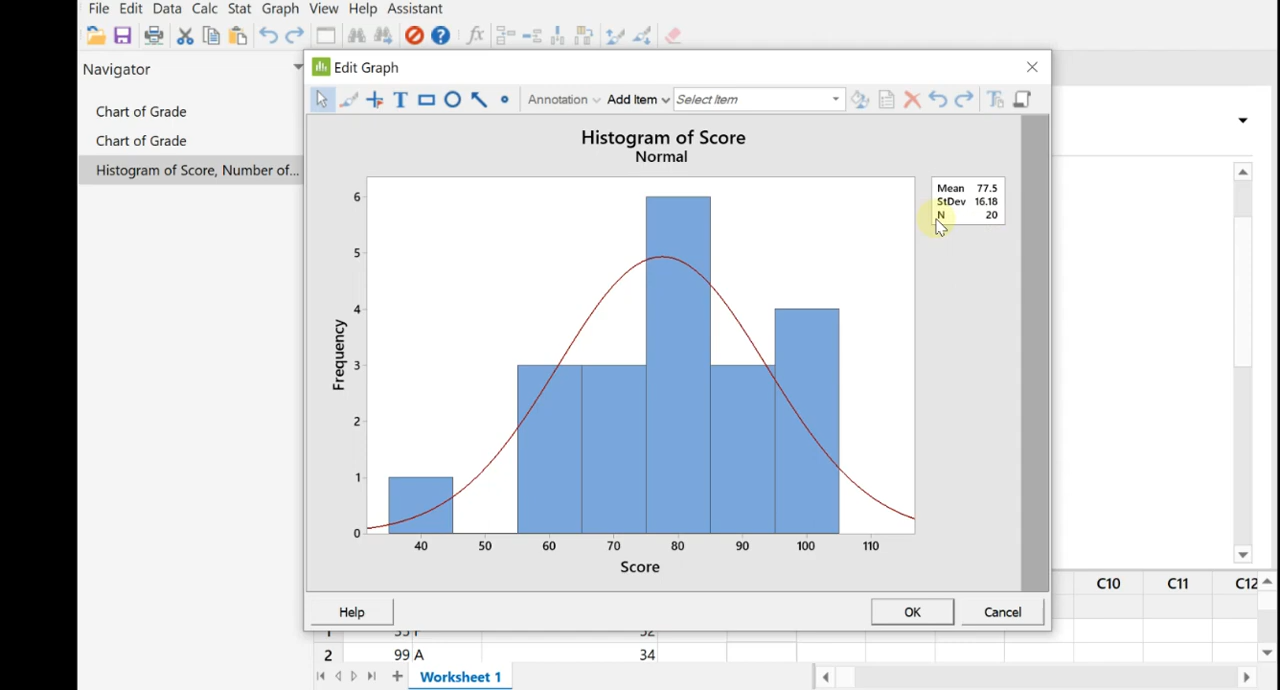 File Edit Data Calc Stat Graph View Help Assistant
Navigator
Chart of Grade
Chart of Grade
Histogram of Score, Number of...
Edit Graph
Annotation Add Item Select Item
Histogram of Score
Normal
Mean 77.5
StDev 16.18
N 20
6
5
4
3
2
1
0
Frequency
40 50 60 70 80 90 100 110
Score
Help OK Cancel
C10 C11 C12
2 99 A 34
Worksheet 1